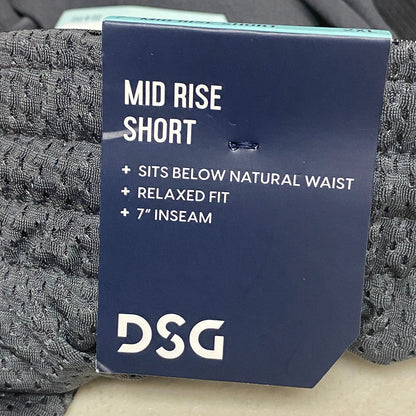 MID RISE
SHORT
+ SITS BELOW NATURAL WAIST
+ RELAXED FIT
+ 7" INSEAM
DSG